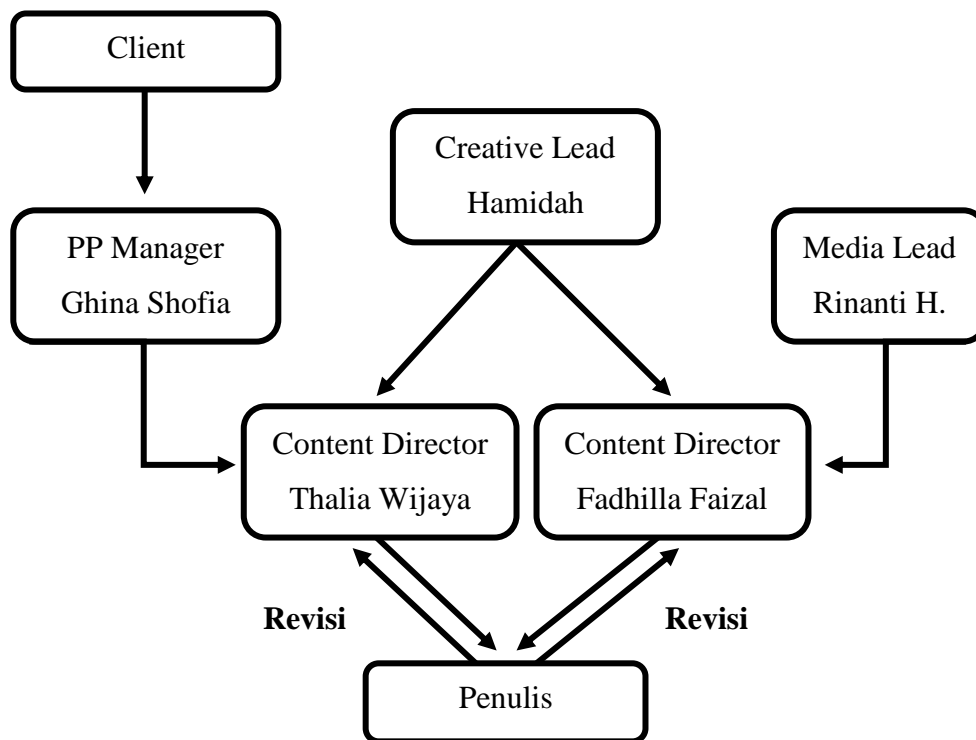 Client
Creative Lead
Hamidah
PP Manager
Ghina Shofia
Media Lead
Rinanti H.
Content Director
Thalia Wijaya
Content Director
Fadhilla Faizal
Revisi
Revisi
Penulis